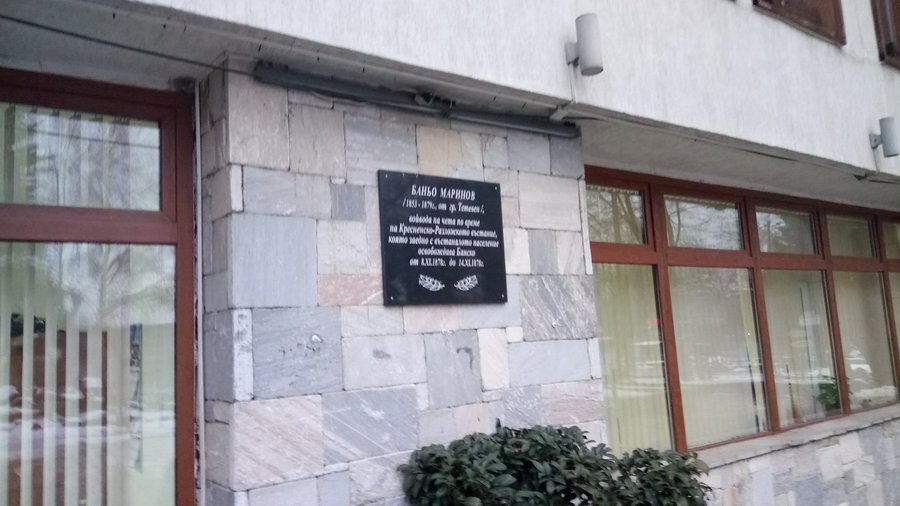 БАНЬО МАРИНОВ
/1853 - 1879г., от гр. Тетевен/,
войвода на чета по време
на Кресненско-Разложкото въстание,
която заедно с въстаналото население
освобождава Банско
от 8.XI.1878г. до 14.XI.1878г.